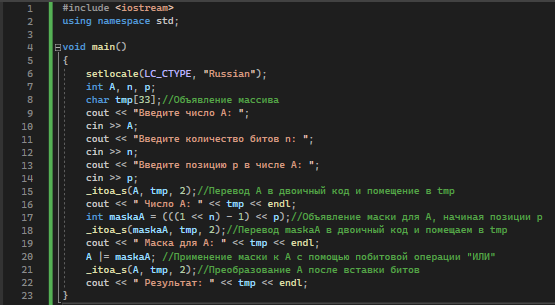 1 #include <iostream>
2 using namespace std;
3
4 void main()
5 {
6 setlocale(LC_CTYPE, "Russian");
7 int A, n, p;
8 char tmp[33];//Объявление массива
9 cout << "Введите число A: ";
10 cin >> A;
11 cout << "Введите количество битов n: ";
12 cin >> n;
13 cout << "Введите позицию p в числе A: ";
14 cin >> p;
15 _itoa_s(A, tmp, 2);//Перевод A в двоичный код и помещение в tmp
16 cout << " Число A: " << tmp << endl;
17 int maskaA = (((1 << n) - 1) << p);//Объявление маски для A, начиная позиции p
18 _itoa_s(maskaA, tmp, 2);//Перевод maskaA в двоичный код и помещаем в tmp
19 cout << " Маска для A: " << tmp << endl;
20 A |= maskaA; //Применение маски к A с помощью побитовой операции "ИЛИ"
21 _itoa_s(A, tmp, 2);//Преобразование A после вставки битов
22 cout << " Результат: " << tmp << endl;
23 }